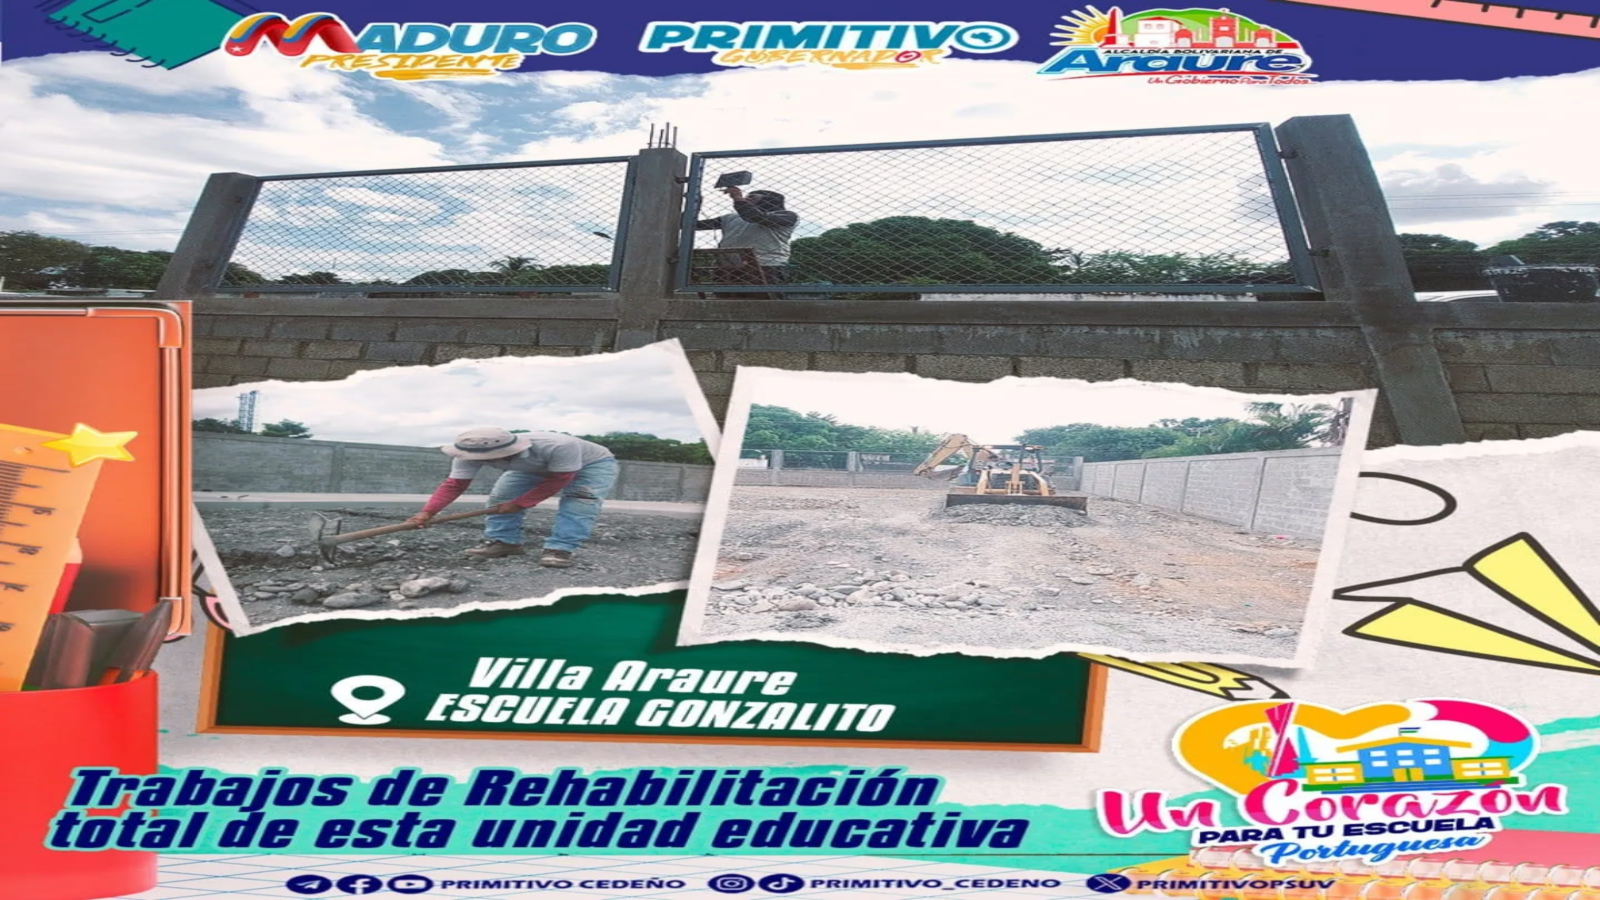 MADURO
PRESIDENTE
PRIMITIVO
GOBERNADOR
ALCALDÍA BOLIVARIANA DE
Araure
Un Gobierno Para Todos
Villa Araure
ESCUELA GONZALITO
Trabajos de Rehabilitación
total de esta unidad educativa
Un Corazón
PARA TU ESCUELA
Portuguesa
PRIMITIVO CEDEÑO
PRIMITIVO_CEDENO
PRIMITIVOPSUV